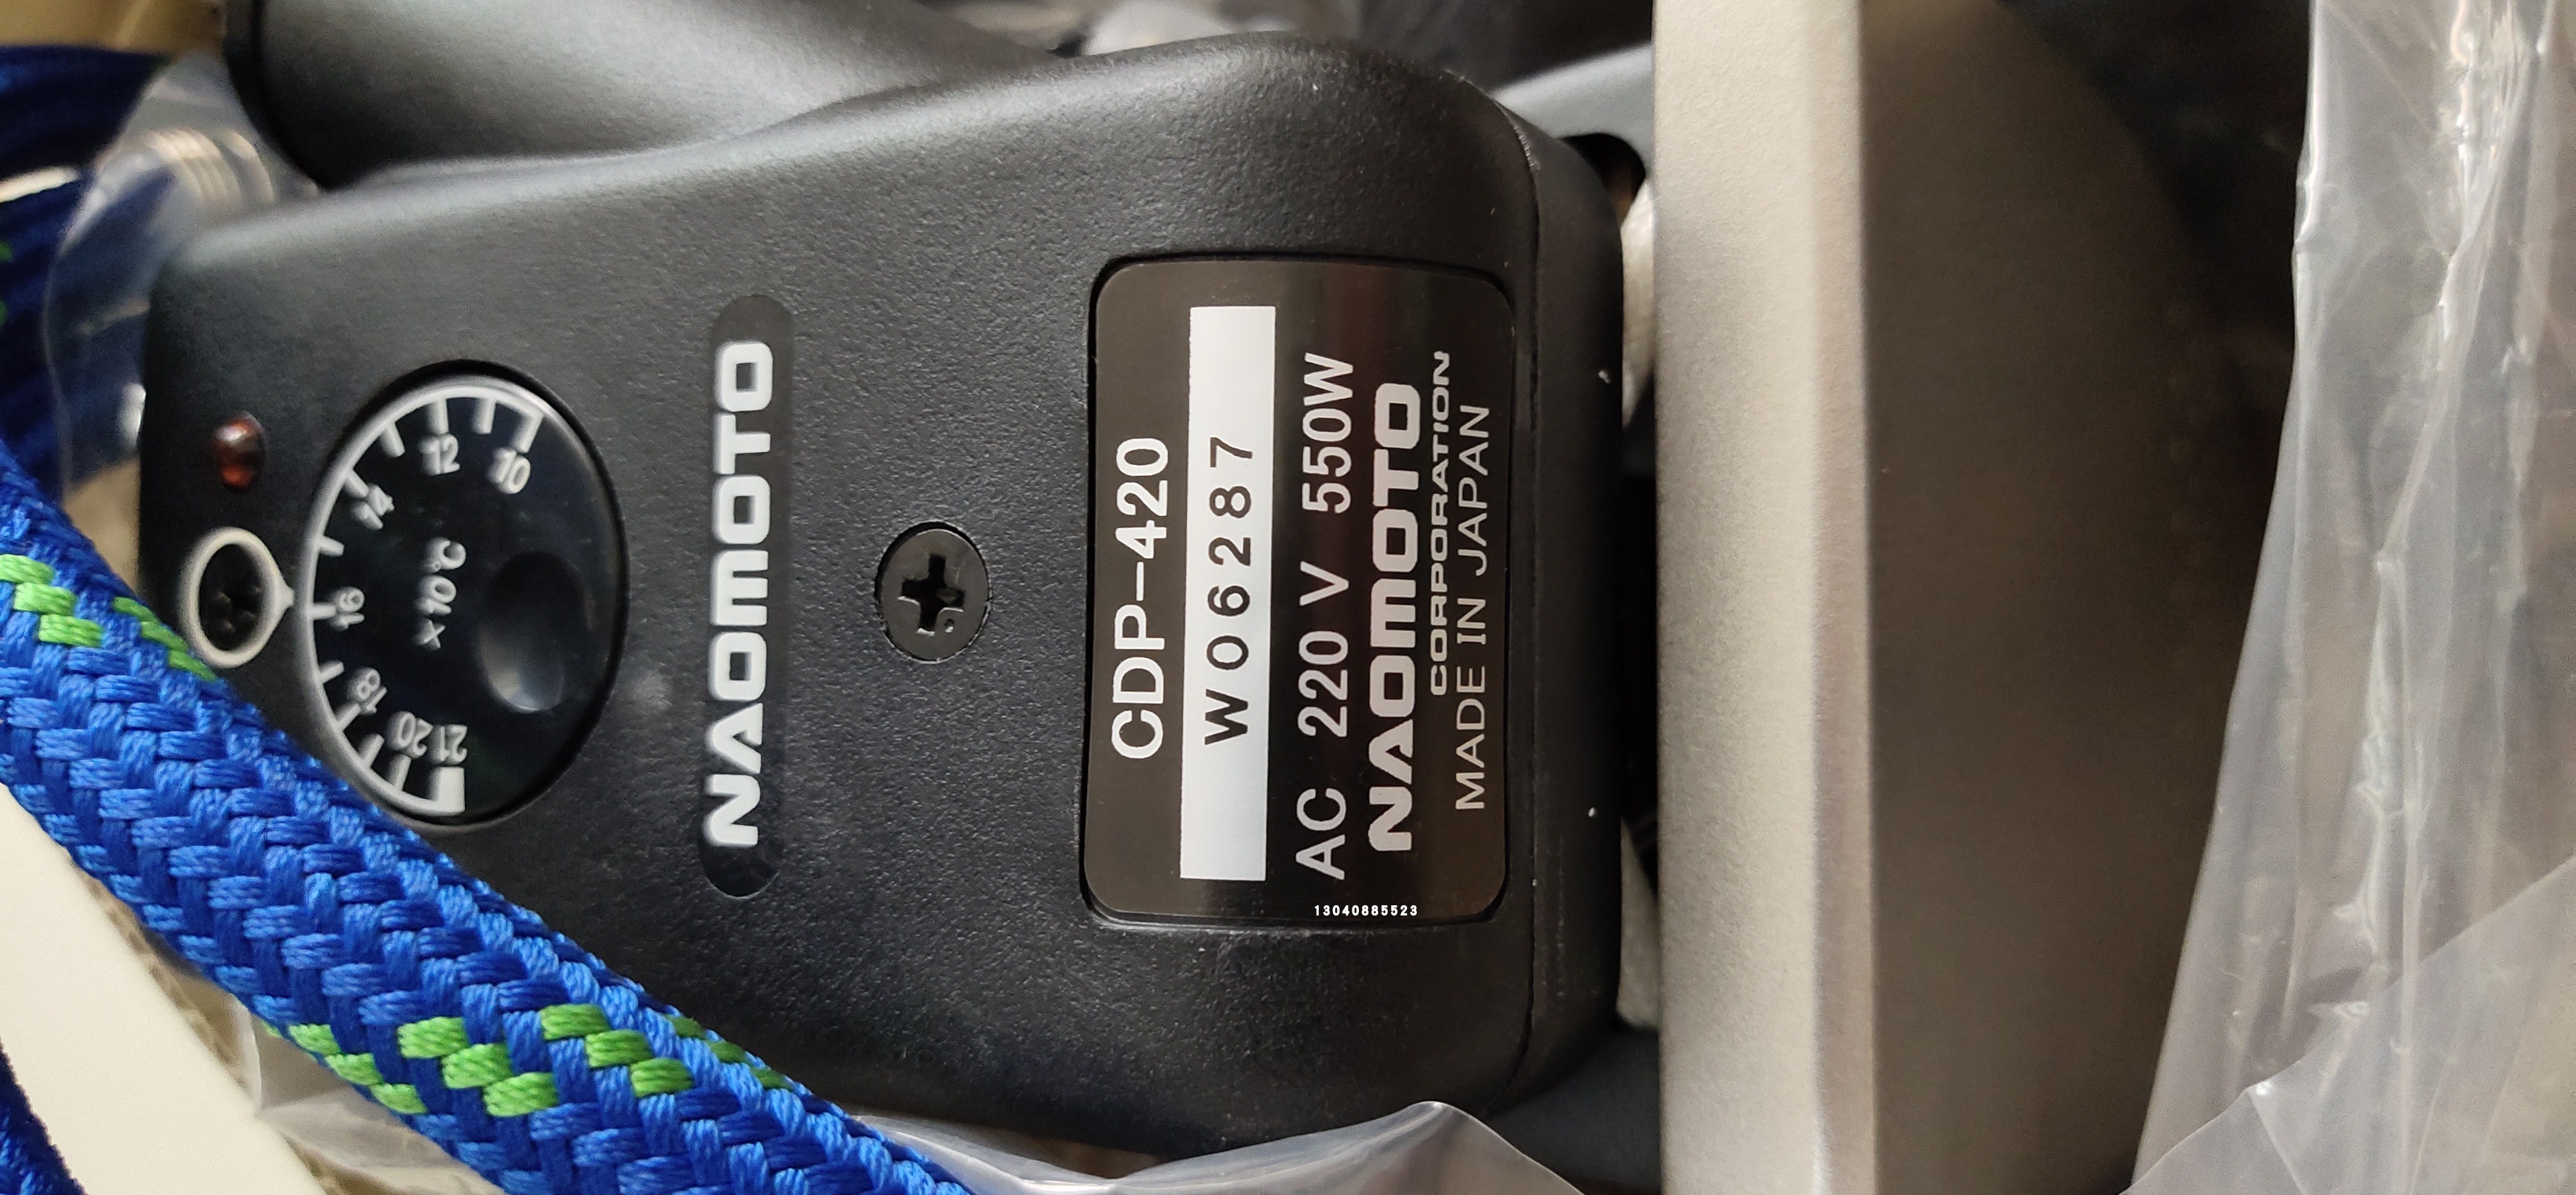 10
12
14
16
18
20
21
×10℃
NAOMOTO
CDP-420
W06287
AC 220 V 550W
NAOMOTO
CORPORATION
MADE IN JAPAN
13040885523